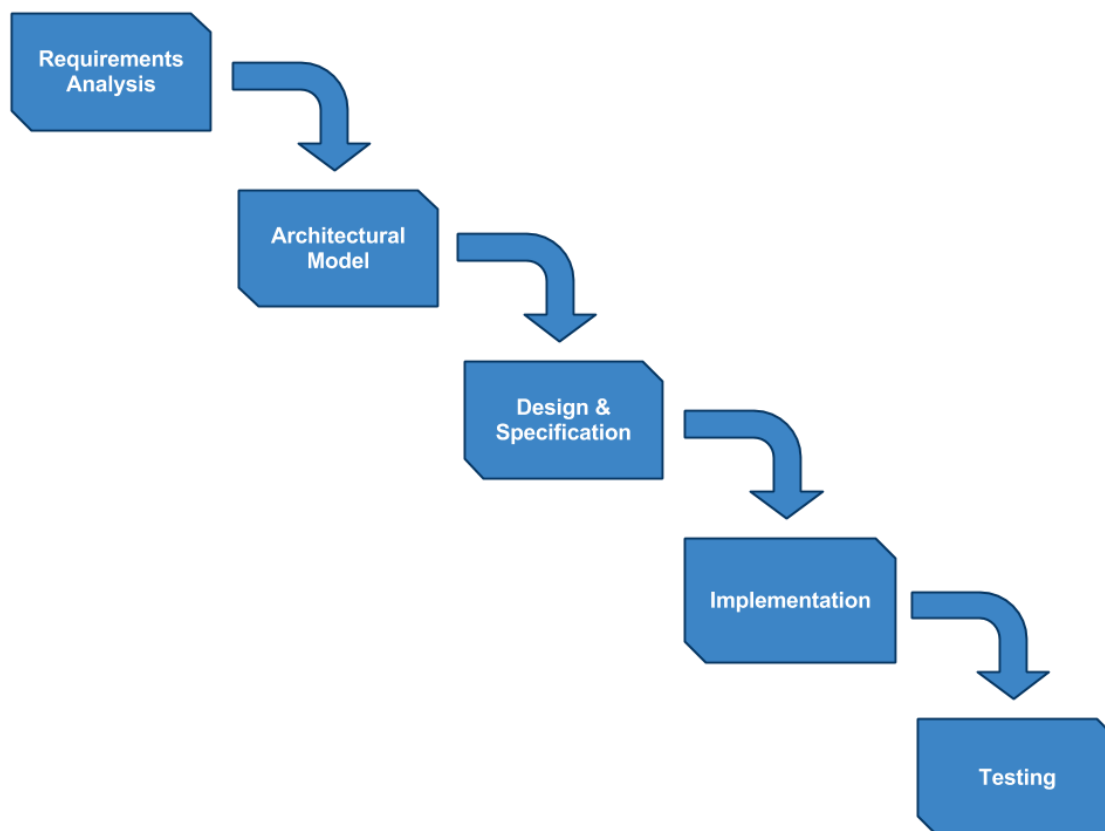 Requirements
Analysis
Architectural
Model
Design &
Specification
Implementation
Testing